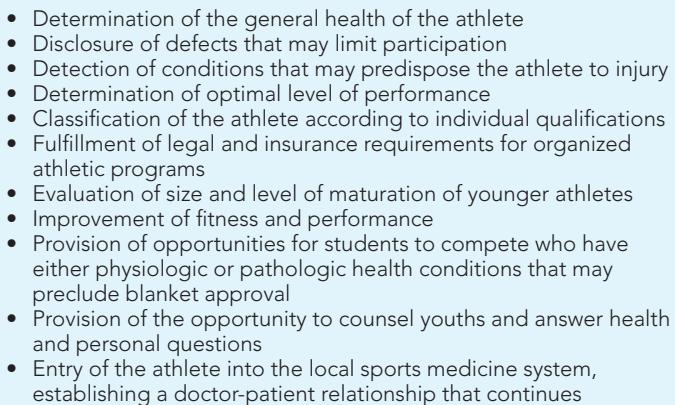 • Determination of the general health of the athlete
• Disclosure of defects that may limit participation
• Detection of conditions that may predispose the athlete to injury
• Determination of optimal level of performance
• Classification of the athlete according to individual qualifications
• Fulfillment of legal and insurance requirements for organized
athletic programs
• Evaluation of size and level of maturation of younger athletes
• Improvement of fitness and performance
• Provision of opportunities for students to compete who have
either physiologic or pathologic health conditions that may
preclude blanket approval
• Provision of the opportunity to counsel youths and answer health
and personal questions
• Entry of the athlete into the local sports medicine system,
establishing a doctor-patient relationship that continues